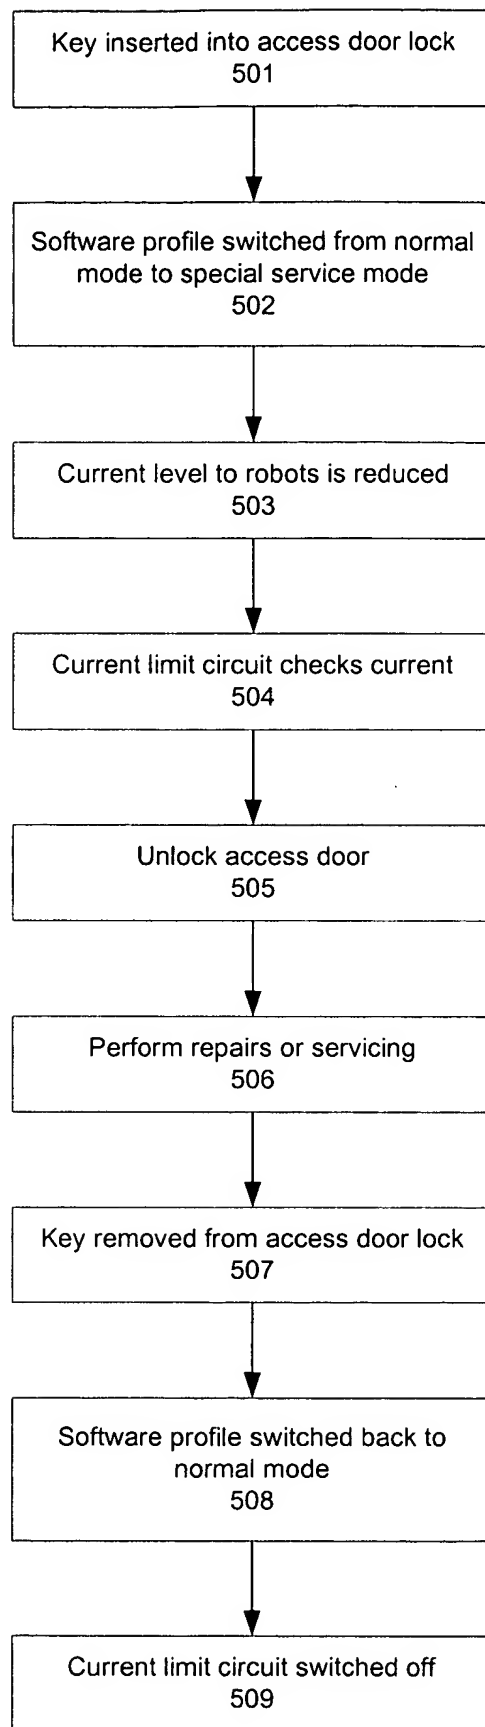 Key inserted into access door lock
501
Software profile switched from normal
mode to special service mode
502
Current level to robots is reduced
503
Current limit circuit checks current
504
Unlock access door
505
Perform repairs or servicing
506
Key removed from access door lock
507
Software profile switched back to
normal mode
508
Current limit circuit switched off
509